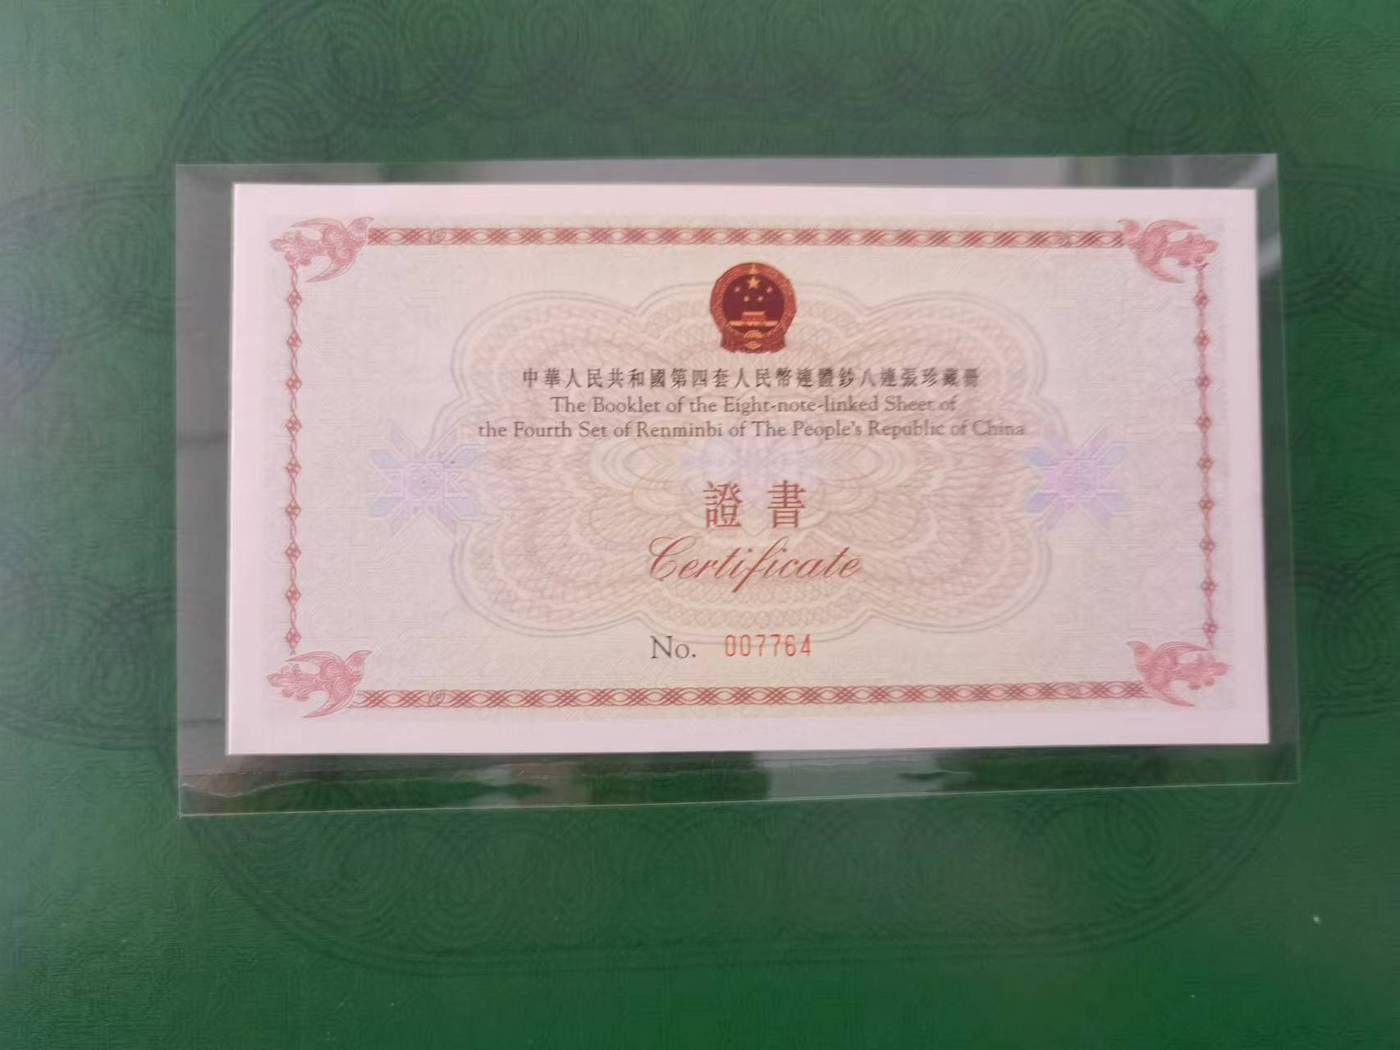 中華人民共和國第四套人民幣連體鈔八連張珍藏冊
The Booklet of the Eight-note-linked Sheet of
the Fourth Set of Renminbi of The People's Republic of China
證書
Certificate
No. 007764